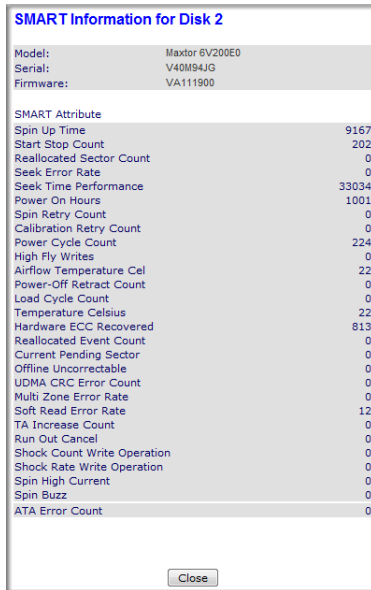 SMART Information for Disk 2
Model: Maxtor 6V200E0
Serial: V40M94JG
Firmware: VA111900
SMART Attribute
Spin Up Time 9167
Start Stop Count 202
Reallocated Sector Count 0
Seek Error Rate 0
Seek Time Performance 33034
Power On Hours 1001
Spin Retry Count 0
Calibration Retry Count 0
Power Cycle Count 224
High Fly Writes 0
Airflow Temperature Cel 22
Power-Off Retract Count 0
Load Cycle Count 0
Temperature Celsius 22
Hardware ECC Recovered 813
Reallocated Event Count 0
Current Pending Sector 0
Offline Uncorrectable 0
UDMA CRC Error Count 0
Multi Zone Error Rate 0
Soft Read Error Rate 12
TA Increase Count 0
Run Out Cancel 0
Shock Count Write Operation 0
Shock Rate Write Operation 0
Spin High Current 0
Spin Buzz 0
ATA Error Count 0
Close